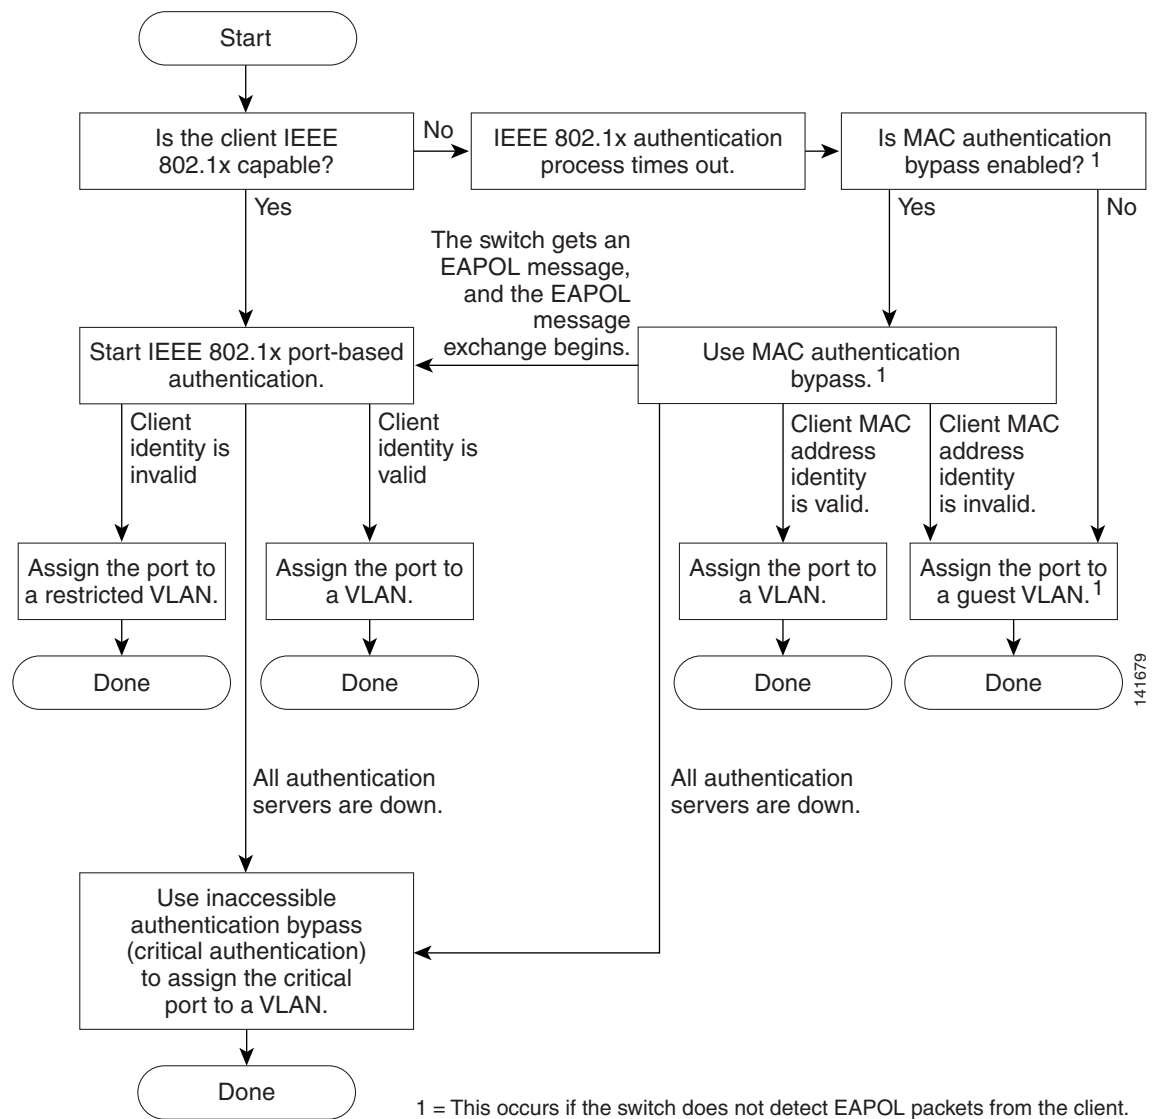 Start
Is the client IEEE
802.1x capable?
No
IEEE 802.1x authentication
process times out.
Is MAC authentication
bypass enabled? 1
Yes
Yes
No
The switch gets an
EAPOL message,
and the EAPOL
message
exchange begins.
Start IEEE 802.1x port-based
authentication.
Use MAC authentication
bypass. 1
Client
identity is
invalid
Client
identity is
valid
Client MAC
address
identity
is valid.
Client MAC
address
identity
is invalid.
Assign the port to
a restricted VLAN.
Assign the port to
a VLAN.
Assign the port to
a VLAN.
Assign the port to
a guest VLAN. 1
Done
Done
Done
Done
141679
All authentication
servers are down.
All authentication
servers are down.
Use inaccessible
authentication bypass
(critical authentication)
to assign the critical
port to a VLAN.
Done
1 = This occurs if the switch does not detect EAPOL packets from the client.